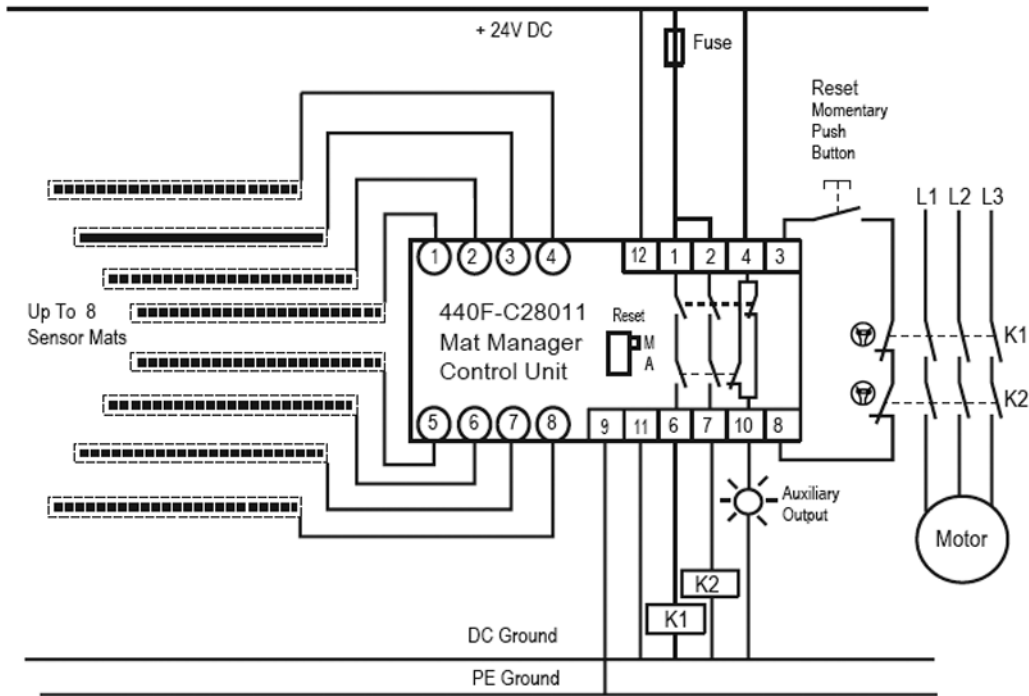 + 24V DC
Fuse
Reset
Momentary
Push
Button
L1 L2 L3
1 2 3 4
12 1 2 4 3
Up To 8
Sensor Mats
440F-C28011
Mat Manager
Control Unit
Reset
M
A
K1
K2
5 6 7 8
9 11 6 7 10 8
Auxiliary
Output
Motor
K2
K1
DC Ground
PE Ground